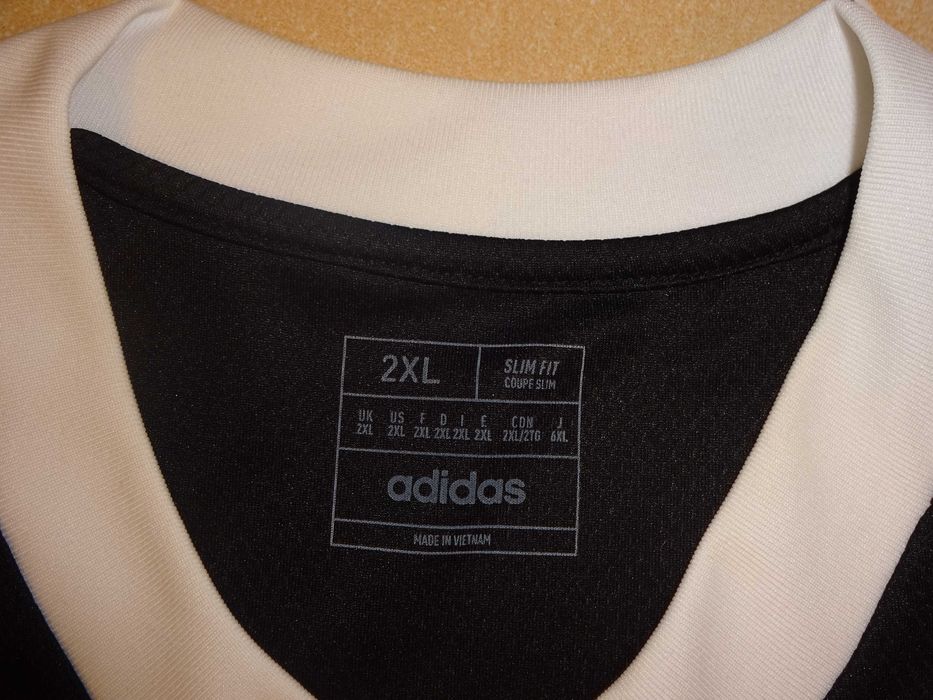 2XL SLIM FIT
COUPE SLIM
UK US F D I E CDN J
2XL 2XL 2XL 2XL 2XL 2XL 2XL/2TG 6XL
adidas
MADE IN VIETNAM